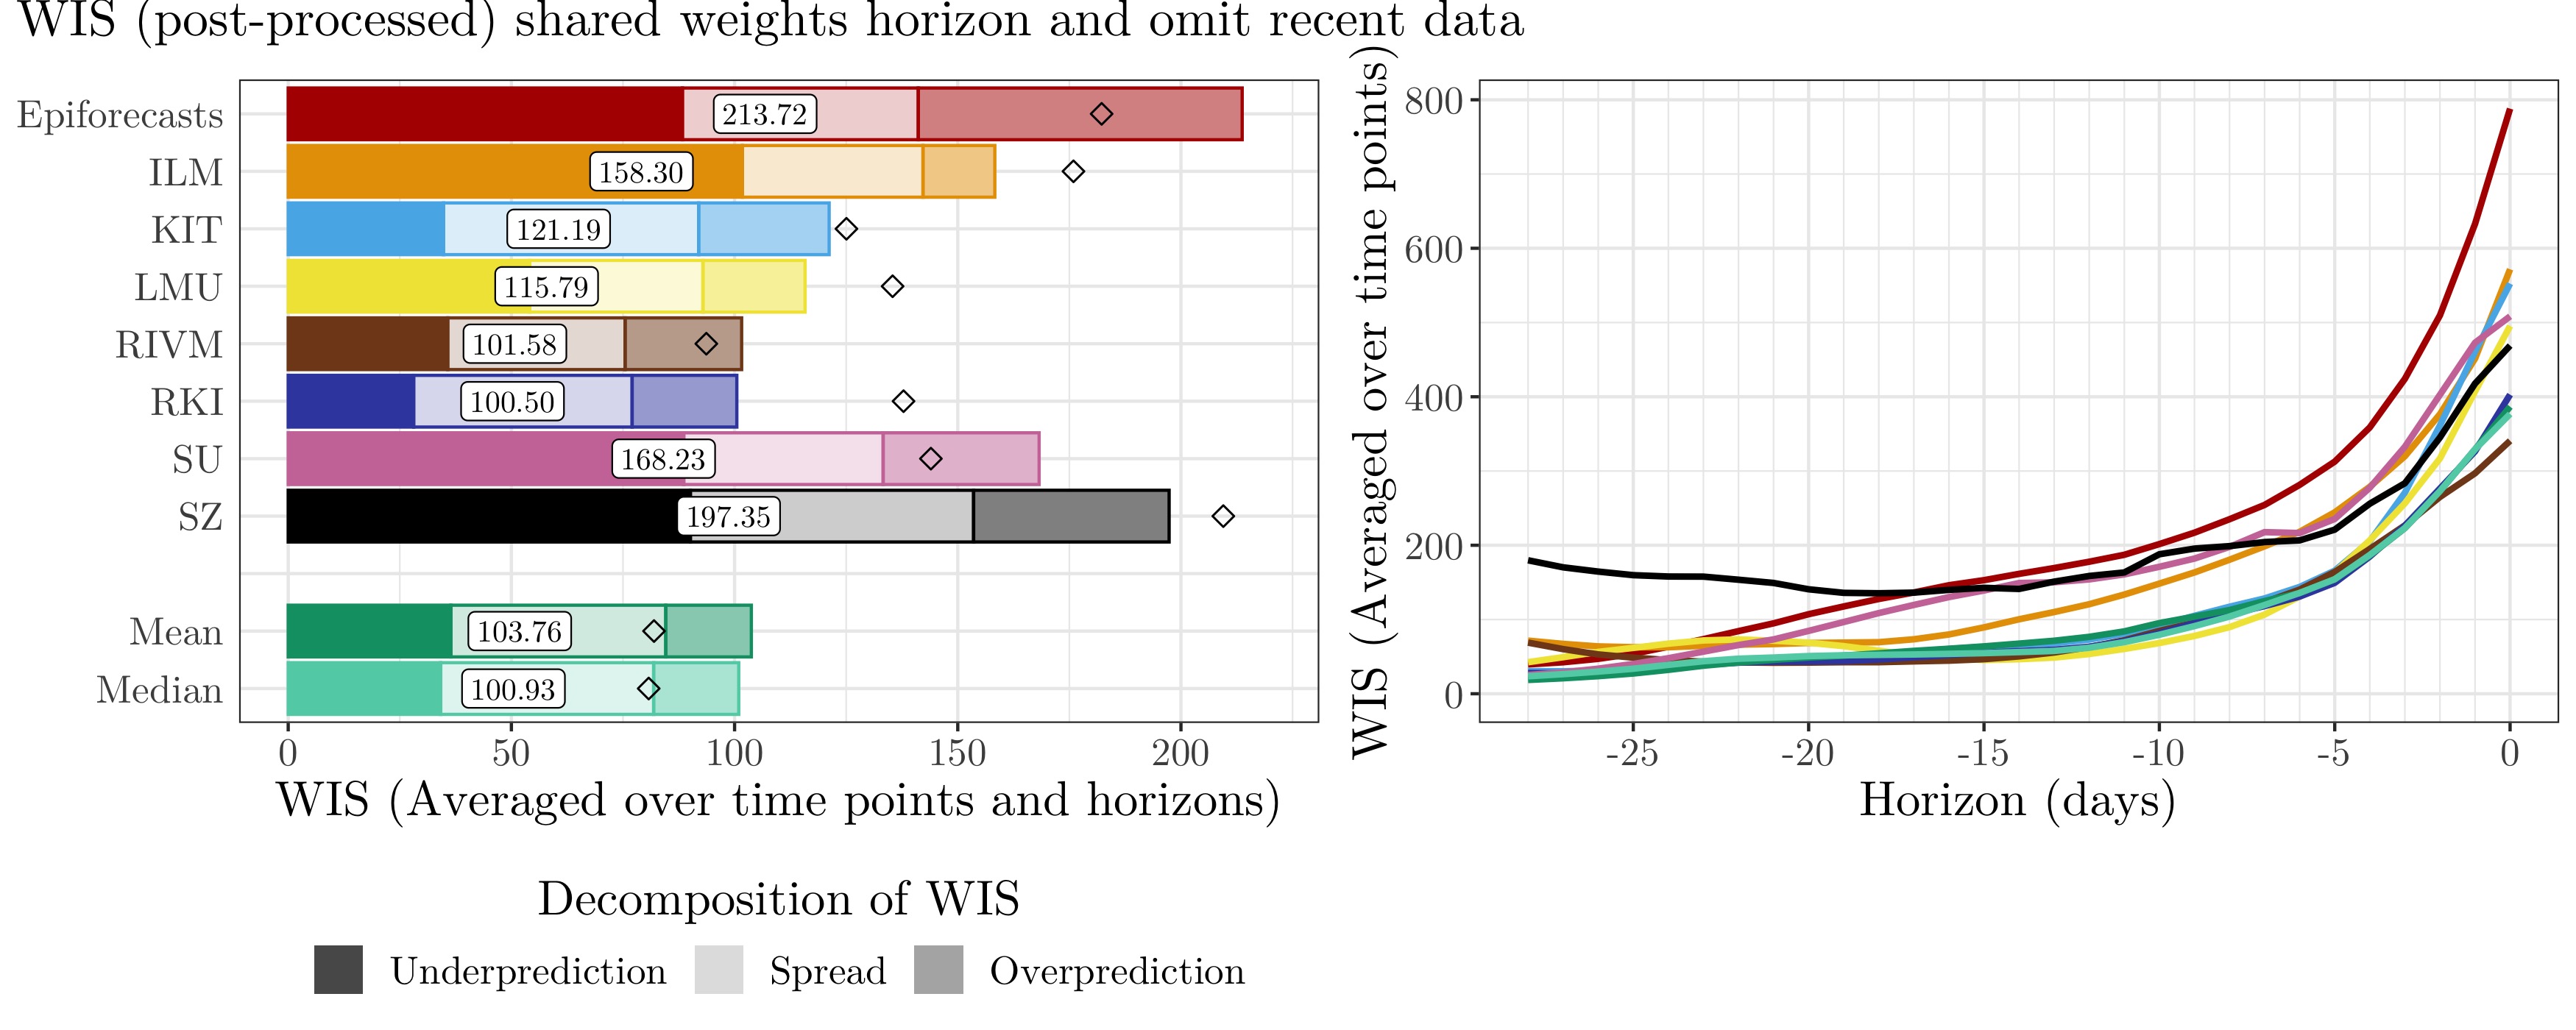 WIS (post-processed) shared weights horizon and omit recent data
Epiforecasts
213.72
ILM
158.30
KIT
121.19
LMU
115.79
RIVM
101.58
RKI
100.50
SU
168.23
SZ
197.35
Mean
103.76
Median
100.93
0 50 100 150 200
WIS (Averaged over time points and horizons)
WIS (Averaged over time points)
800
600
400
200
0
-25 -20 -15 -10 -5 0
Horizon (days)
Decomposition of WIS
Underprediction Spread Overprediction